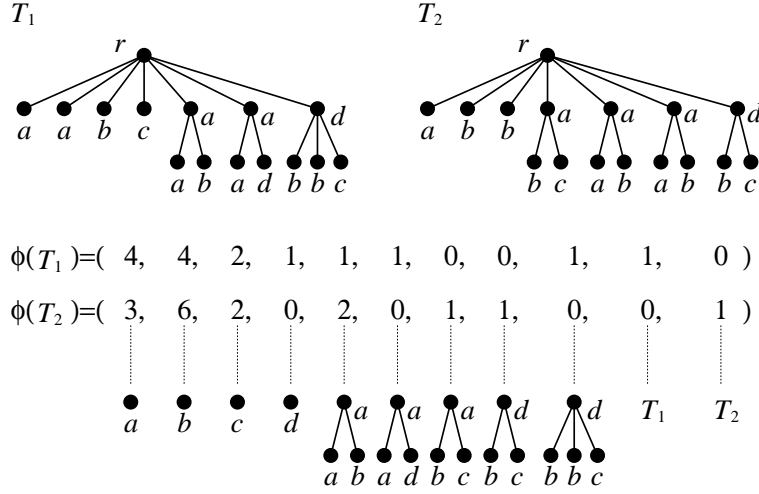 T1 T2
r r
a a b c a a d a b b a a a d
a b a d b b c b c a b a b b c
ϕ(T1)=( 4, 4, 2, 1, 1, 1, 0, 0, 1, 1, 0 )
ϕ(T2)=( 3, 6, 2, 0, 2, 0, 1, 1, 0, 0, 1 )
a b c d a a a d d T1 T2
a b a d b c b c b b c